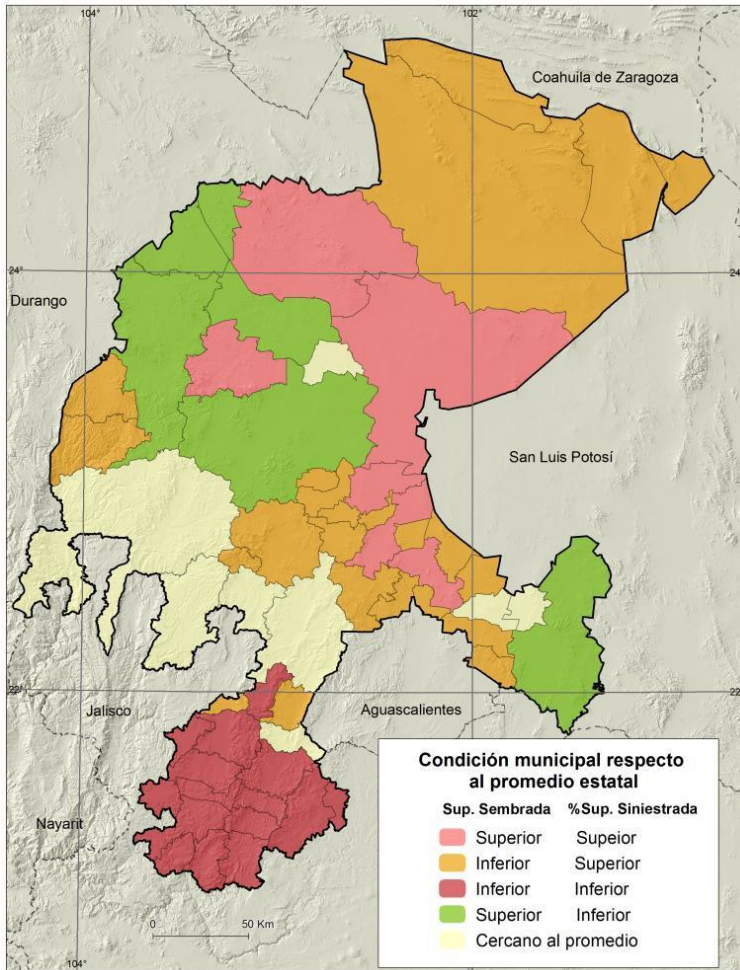 104°
102°
Coahuila de Zaragoza
24°
24
Durango
San Luis Potosí
22°
22
Jalisco
Aguascalientes
Nayarit
Condición municipal respecto
al promedio estatal
Sup. Sembrada %Sup. Siniestrada
Superior Supeior
Inferior Superior
Inferior Inferior
Superior Inferior
Cercano al promedio
0 50 Km
104°
102°